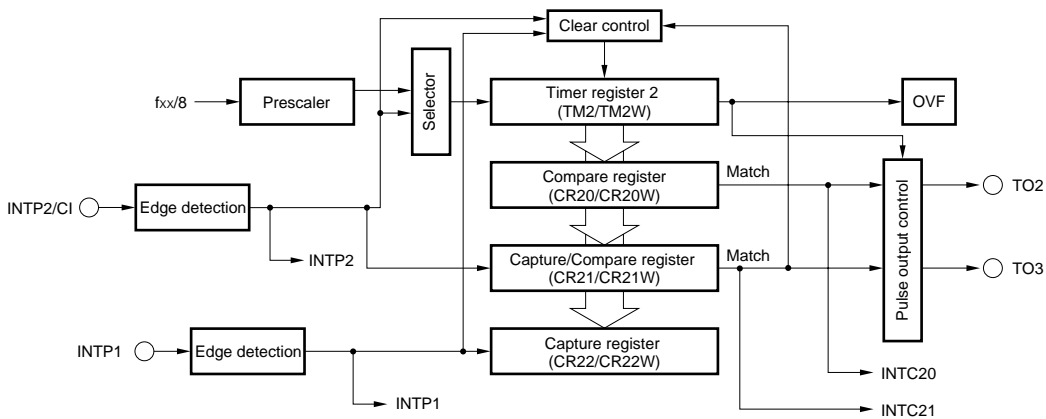 Clear control
fxx/8
Prescaler
Selector
Timer register 2
(TM2/TM2W)
OVF
Compare register
(CR20/CR20W)
Match
Pulse output control
TO2
INTP2/CI
Edge detection
INTP2
Capture/Compare register
(CR21/CR21W)
Match
TO3
INTP1
Edge detection
Capture register
(CR22/CR22W)
INTP1
INTC20
INTC21